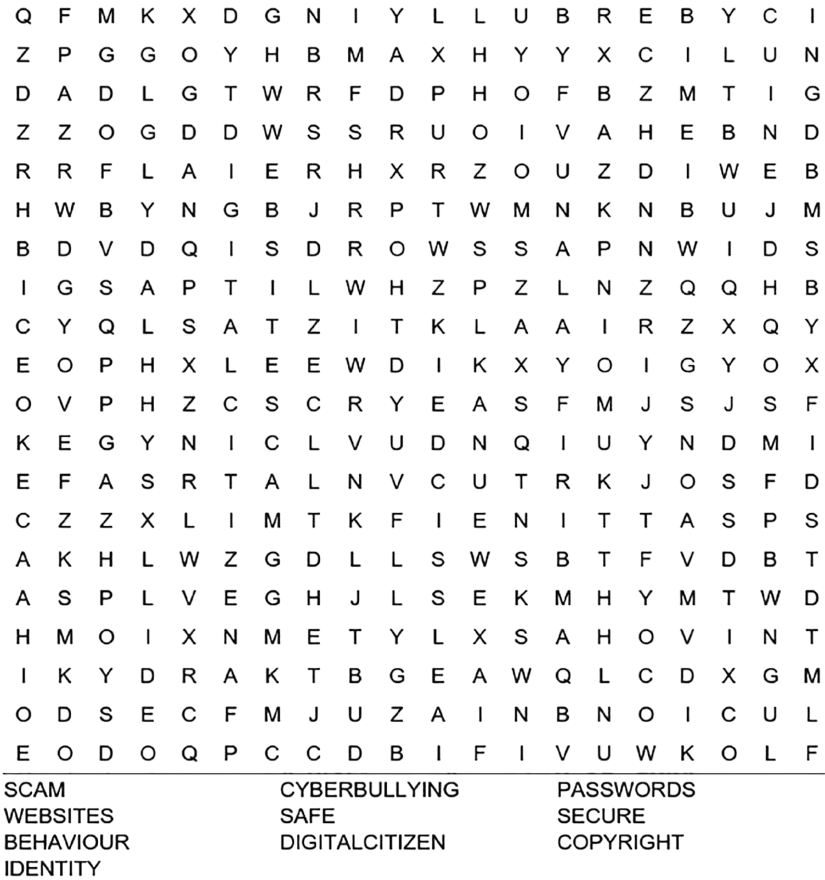 Q F M K X D G N I Y L L U B R E B Y C I
Z P G G O Y H B M A X H Y Y X C I L U N
D A D L G T W R F D P H O F B Z M T I G
Z Z O G D D W S S R U O I V A H E B N D
R R F L A I E R H X R Z O U Z D I W E B
H W B Y N G B J R P T W M N K N B U J M
B D V D Q I S D R O W S S A P N W I D S
I G S A P T I L W H Z P Z L N Z Q Q H B
C Y Q L S A T Z I T K L A A I R Z X Q Y
E O P H X L E E W D I K X Y O I G Y O X
O V P H Z C S C R Y E A S F M J S J S F
K E G Y N I C L V U D N Q I U Y N D M I
E F A S R T A L N V C U T R K J O S F D
C Z Z X L I M T K F I E N I T T A S P S
A K H L W Z G D L L S W S B T F V D B T
A S P L V E G H J L S E K M H Y M T W D
H M O I X N M E T Y L X S A H O V I N T
I K Y D R A K T B G E A W Q L C D X G M
O D S E C F M J U Z A I N B N O I C U L
E O D O Q P C C D B I F I V U W K O L F
SCAM CYBERBULLYING PASSWORDS
WEBSITES SAFE SECURE
BEHAVIOUR DIGITALCITIZEN COPYRIGHT
IDENTITY